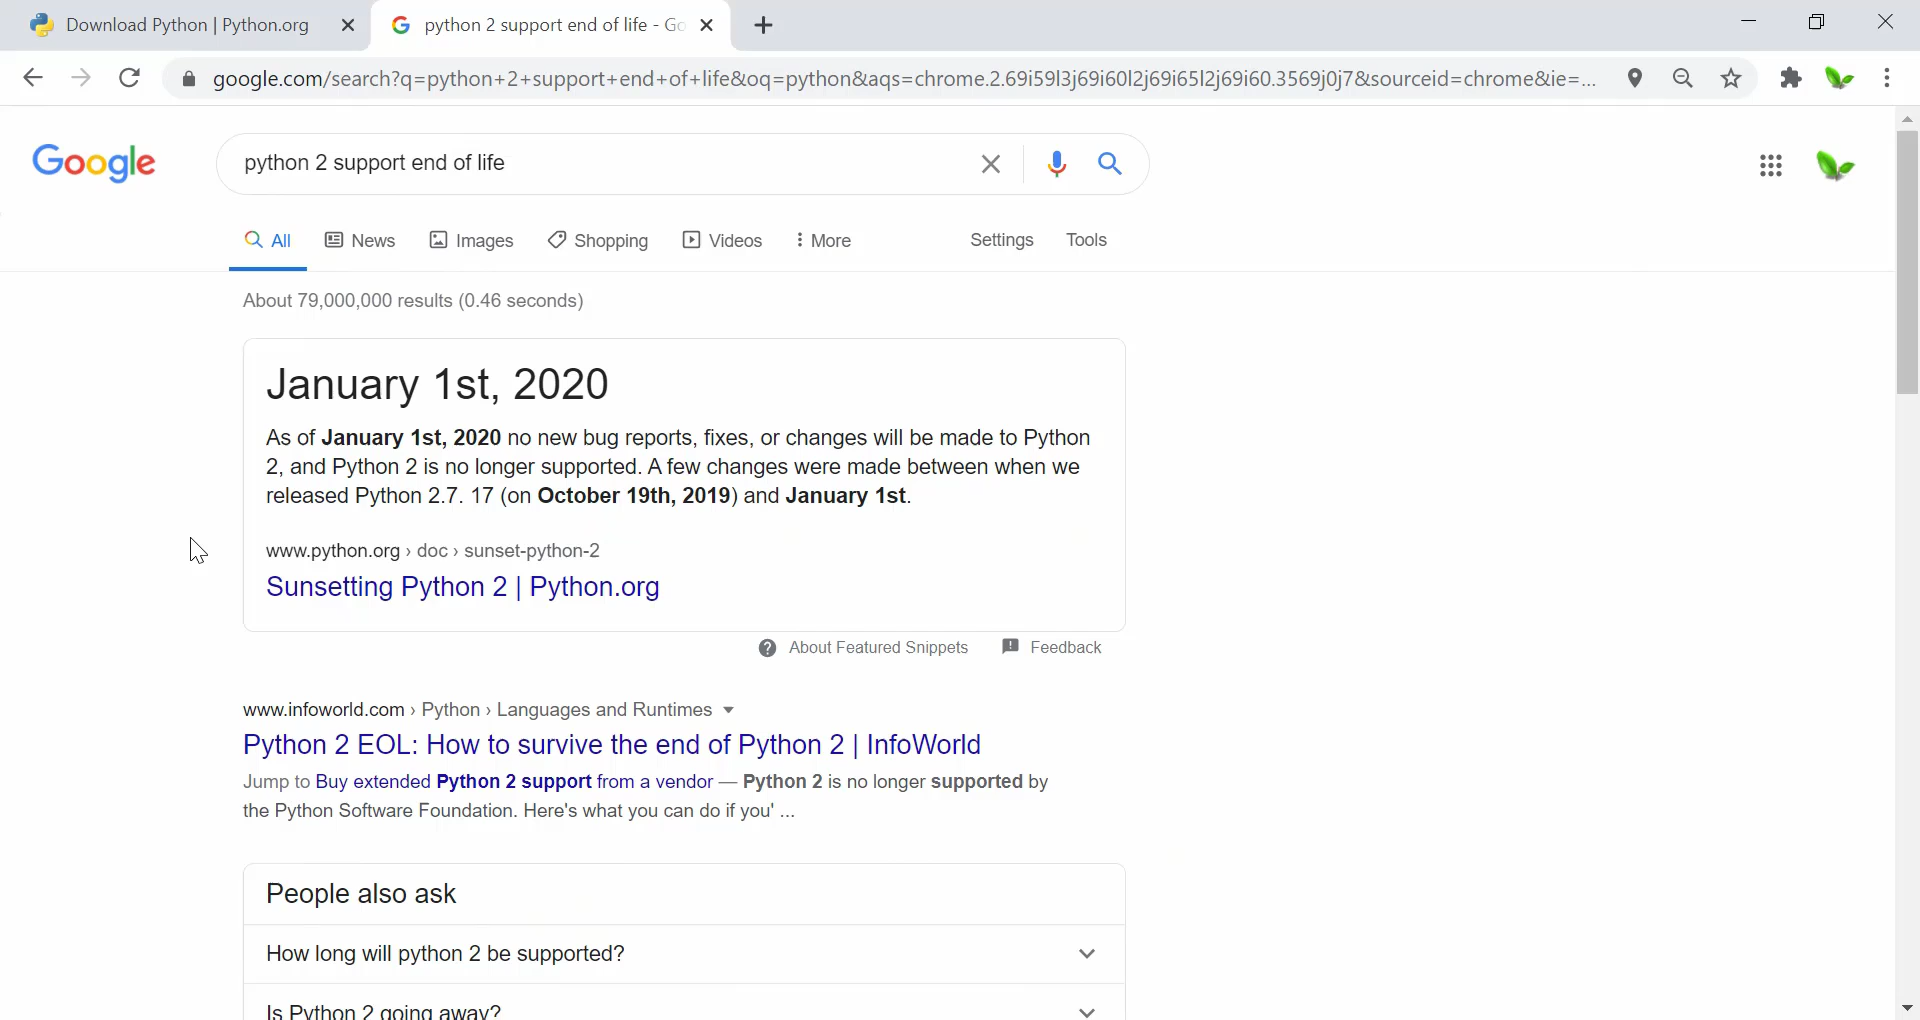 Download Python | Python.org
python 2 support end of life - Go
google.com/search?q=python+2+support+end+of+life&oq=python&aqs=chrome.2.69i59l3j69i60l2j69i65l2j69i60.3569j0j7&sourceid=chrome&ie=...
Google
python 2 support end of life
All News Images Shopping Videos More Settings Tools
About 79,000,000 results (0.46 seconds)
January 1st, 2020
As of January 1st, 2020 no new bug reports, fixes, or changes will be made to Python
2, and Python 2 is no longer supported. A few changes were made between when we
released Python 2.7. 17 (on October 19th, 2019) and January 1st.
www.python.org › doc › sunset-python-2
Sunsetting Python 2 | Python.org
About Featured Snippets Feedback
www.infoworld.com › Python › Languages and Runtimes
Python 2 EOL: How to survive the end of Python 2 | InfoWorld
Jump to Buy extended Python 2 support from a vendor — Python 2 is no longer supported by
the Python Software Foundation. Here's what you can do if you' ...
People also ask
How long will python 2 be supported?
Is Python 2 going away?